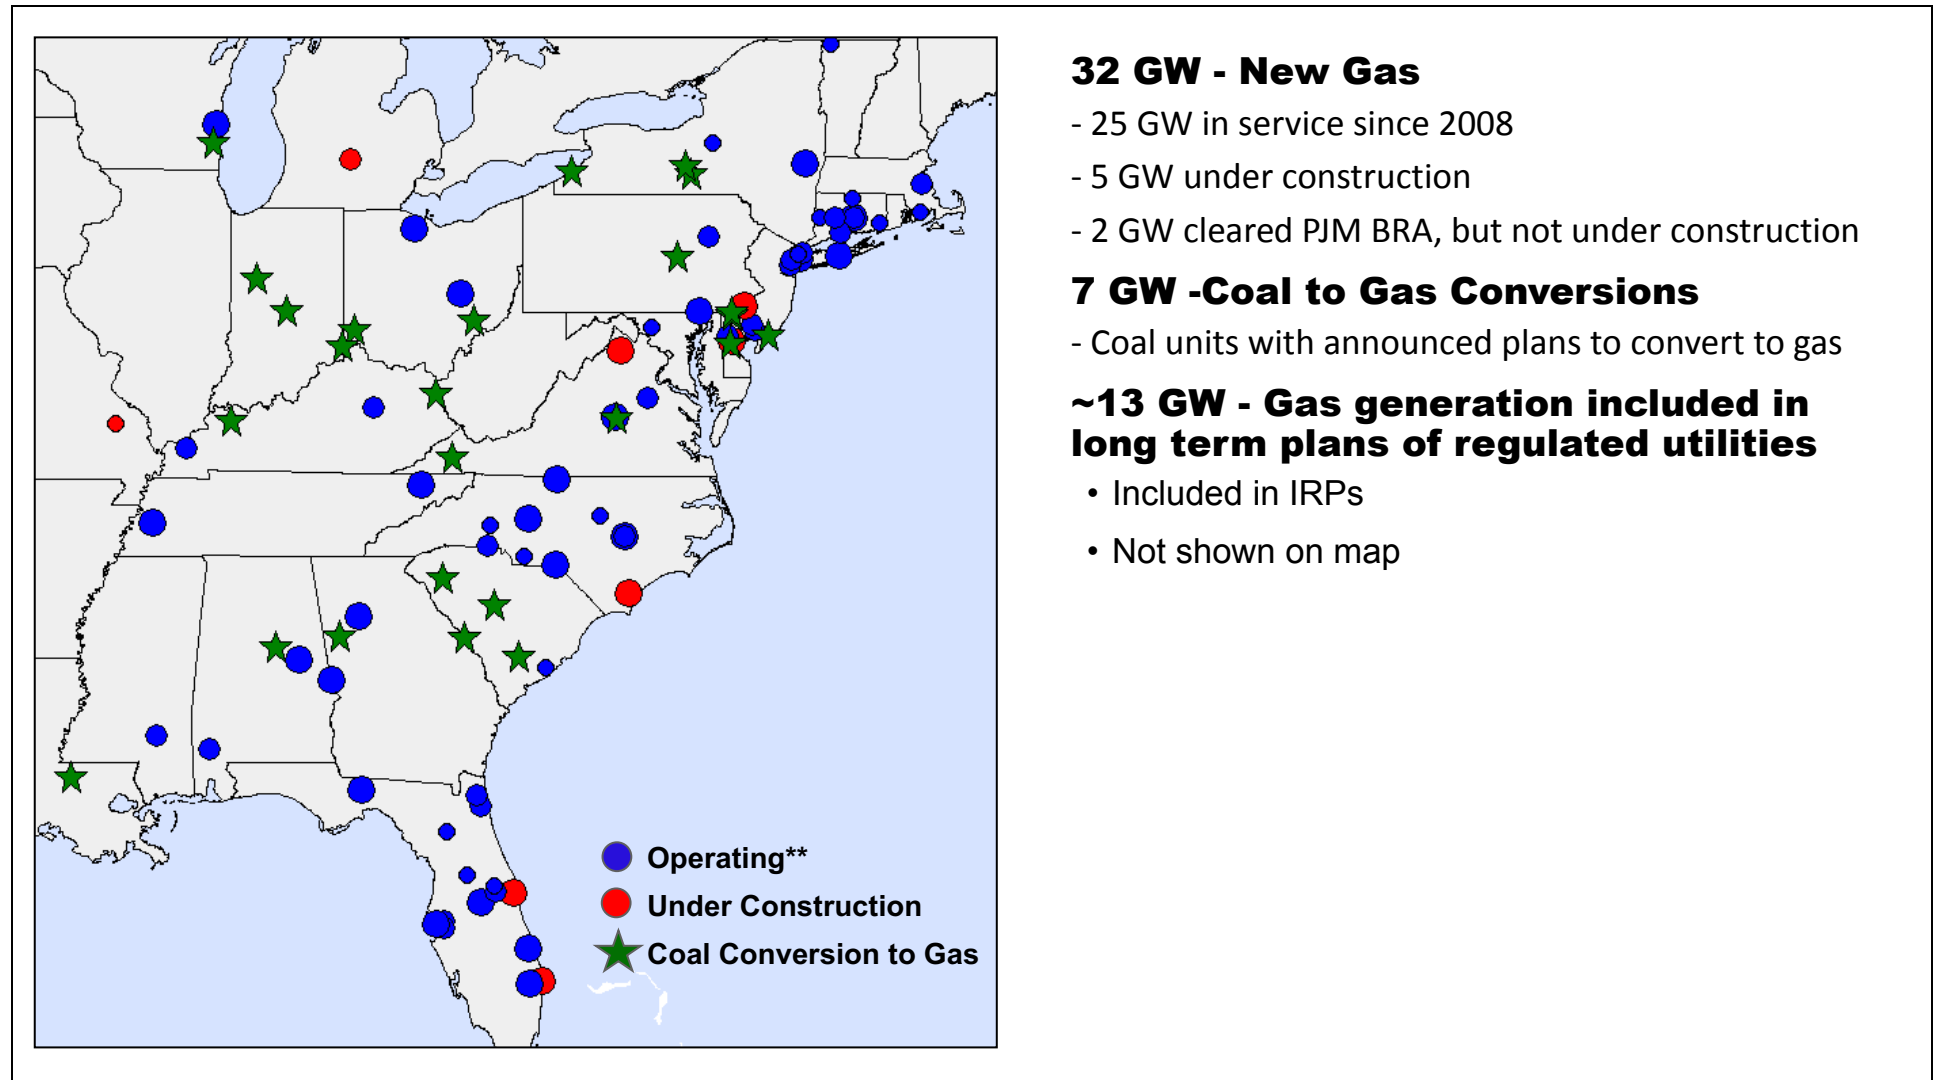 32 GW - New Gas
- 25 GW in service since 2008
- 5 GW under construction
- 2 GW cleared PJM BRA, but not under construction
7 GW -Coal to Gas Conversions
- Coal units with announced plans to convert to gas
~13 GW - Gas generation included in
long term plans of regulated utilities
• Included in IRPs
• Not shown on map
Operating**
Under Construction
Coal Conversion to Gas